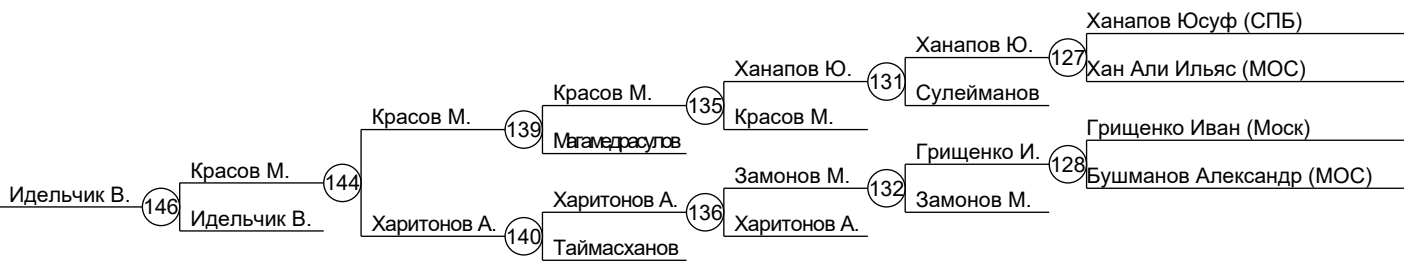 Ханапов Юсуф (СПБ)
Ханапов Ю.
127
Ханапов Ю.
Хан Али Ильяс (МОС)
131
Красов М.
Сулейманов
135
Красов М.
Красов М.
139
Грищенко Иван (Моск)
Магамедрасулов
Грищенко И.
128
Красов М.
Замонов М.
Бушманов Александр (МОС)
144
132
Идельчик В.
Харитонов А.
Замонов М.
146
136
Идельчик В.
Харитонов А.
Харитонов А.
140
Таймасханов